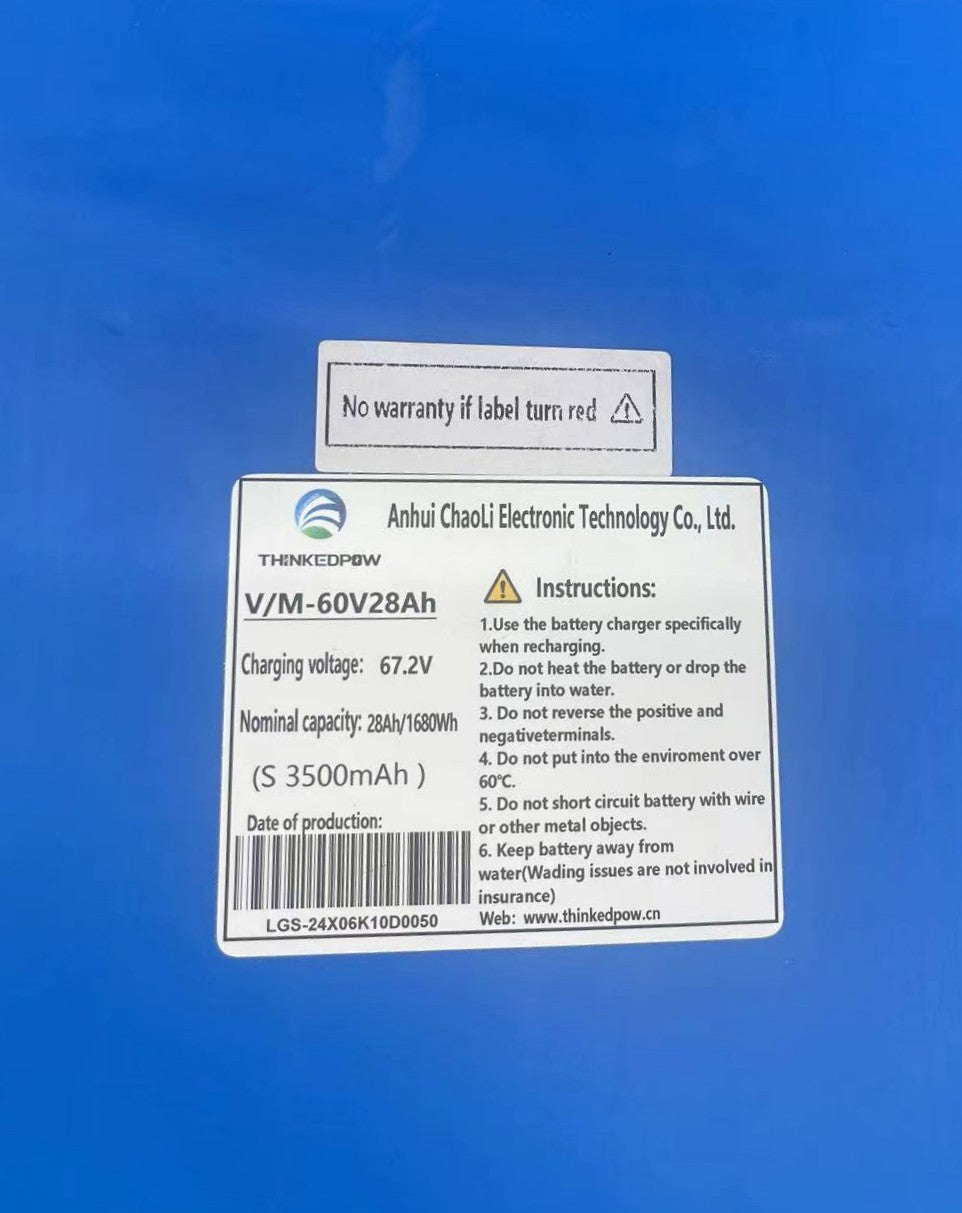 No warranty if label turn red
Anhui ChaoLi Electronic Technology Co., Ltd.
THINKEDPOW
V/M-60V28Ah
Charging voltage: 67.2V
Nominal capacity: 28Ah/1680Wh
(S 3500mAh )
Date of production:
LGS-24X06K10D0050
Instructions:
1.Use the battery charger specifically
when recharging.
2.Do not heat the battery or drop the
battery into water.
3. Do not reverse the positive and
negativeterminals.
4. Do not put into the enviroment over
60℃.
5. Do not short circuit battery with wire
or other metal objects.
6. Keep battery away from
water(Wading issues are not involved in
insurance)
Web: www.thinkedpow.cn